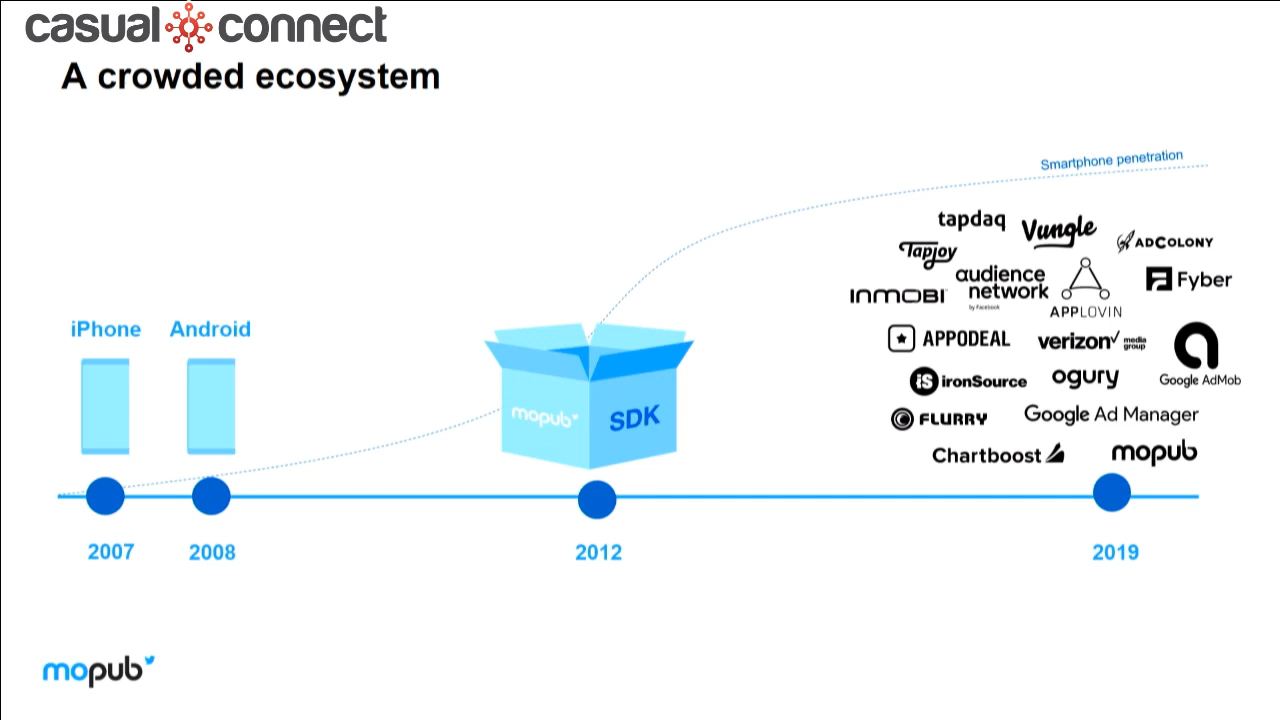 casual connect
A crowded ecosystem
Smartphone penetration
tapdaq
Vungle
ADCOLONY
Tapjoy
audience
network
by Facebook
INMOBI
APPLOVIN
Fyber
APPODEAL
verizon✓ media
group
Google AdMob
iS ironSource
ogury
FLURRY
Google Ad Manager
Chartboost
mopub
iPhone
Android
mopub
SDK
2007
2008
2012
2019
mopub